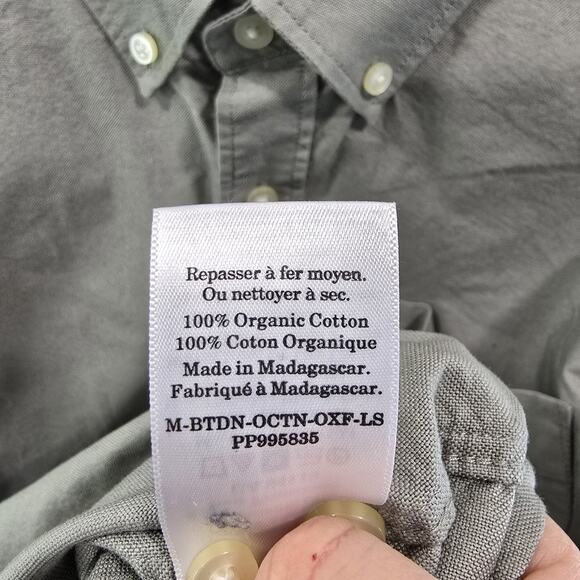 Repasser à fer moyen.
Ou nettoyer à sec.
100% Organic Cotton
100% Coton Organique
Made in Madagascar.
Fabriqué à Madagascar.
M-BTDN-OCTN-OXF-LS
PP995835